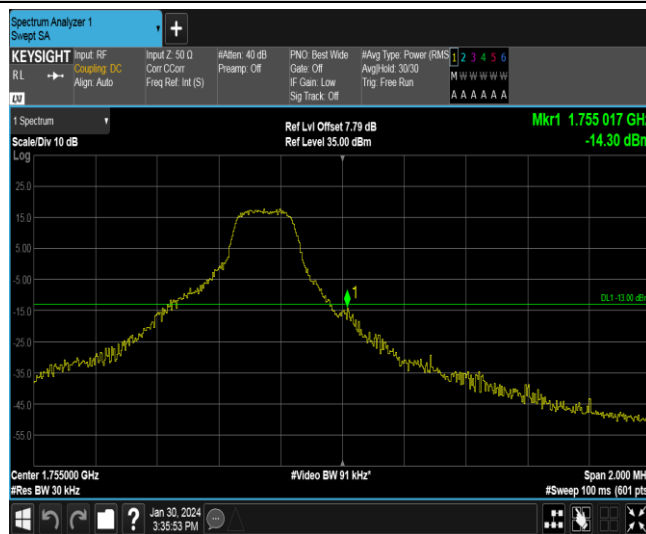 Spectrum Analyzer 1
Swept SA
+
KEYSIGHT
RL
LXI
Input: RF
Coupling: DC
Align: Auto
Input Z: 50 Ω
Corr CCorr
Freq Ref: Int (S)
#Atten: 40 dB
Preamp: Off
PNO: Best Wide
Gate: Off
IF Gain: Low
Sig Track: Off
#Avg Type: Power (RMS
Avg|Hold: 30/30
Trig: Free Run
1 2 3 4 5 6
M W W W W W
A A A A A A
1 Spectrum
Scale/Div 10 dB
Log
Ref Lvl Offset 7.79 dB
Ref Level 35.00 dBm
Mkr1 1.755 017 GHz
-14.30 dBm
25.0
15.0
5.00
-5.00
-15.0
-25.0
-35.0
-45.0
-55.0
1
DL1 -13.00 dBm
Center 1.755000 GHz
#Res BW 30 kHz
#Video BW 91 kHz*
Span 2.000 MH
#Sweep 100 ms (601 pts
?
Jan 30, 2024
3:35:53 PM